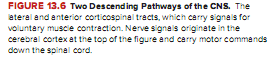 FIGURE 13.6 Two Descending Pathways of the CNS. The
lateral and anterior corticospinal tracts, which carry signals for
voluntary muscle contraction. Nerve signals originate in the
cerebral cortex at the top of the figure and carry motor commands
down the spinal cord.